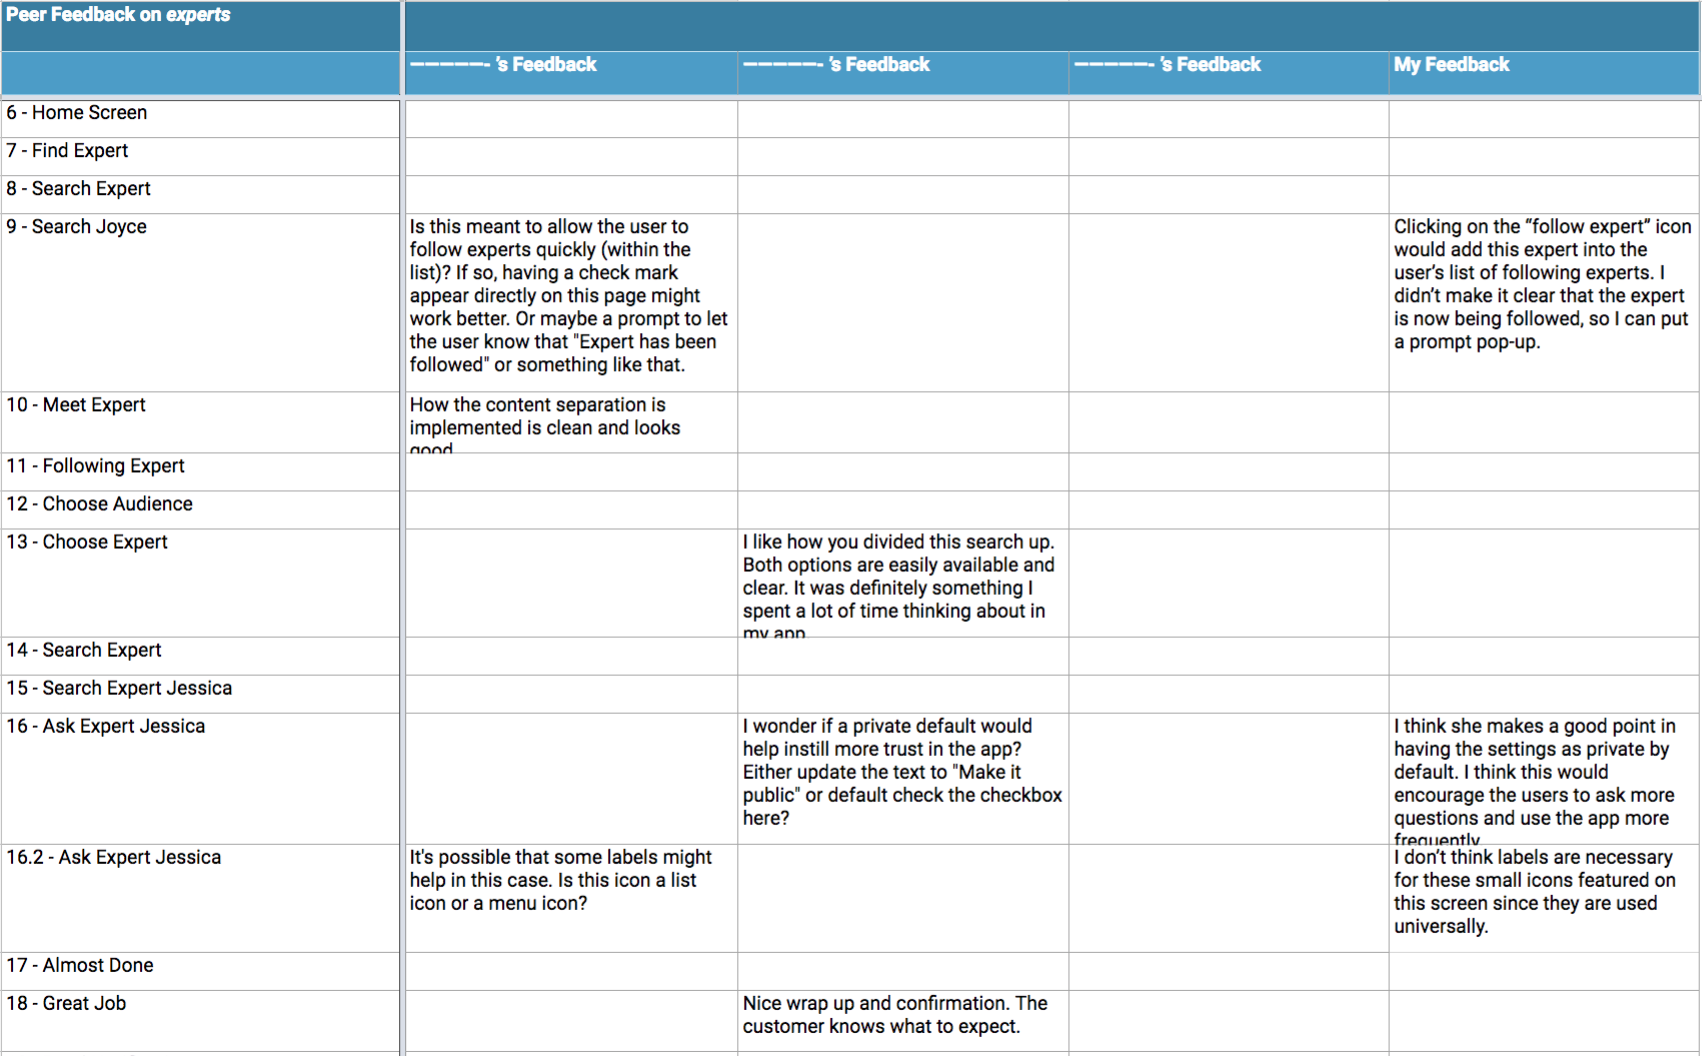 Peer Feedback on experts
—————- 's Feedback
—————- 's Feedback
—————- 's Feedback
My Feedback
6 - Home Screen
7 - Find Expert
8 - Search Expert
9 - Search Joyce
Is this meant to allow the user to
follow experts quickly (within the
list)? If so, having a check mark
appear directly on this page might
work better. Or maybe a prompt to let
the user know that "Expert has been
followed" or something like that.
Clicking on the “follow expert” icon
would add this expert into the
user’s list of following experts. I
didn’t make it clear that the expert
is now being followed, so I can put
a prompt pop-up.
10 - Meet Expert
How the content separation is
implemented is clean and looks
good
11 - Following Expert
12 - Choose Audience
13 - Choose Expert
I like how you divided this search up.
Both options are easily available and
clear. It was definitely something I
spent a lot of time thinking about in
my app
14 - Search Expert
15 - Search Expert Jessica
16 - Ask Expert Jessica
I wonder if a private default would
help instill more trust in the app?
Either update the text to "Make it
public" or default check the checkbox
here?
I think she makes a good point in
having the settings as private by
default. I think this would
encourage the users to ask more
questions and use the app more
frequently
16.2 - Ask Expert Jessica
It's possible that some labels might
help in this case. Is this icon a list
icon or a menu icon?
I don’t think labels are necessary
for these small icons featured on
this screen since they are used
universally.
17 - Almost Done
18 - Great Job
Nice wrap up and confirmation. The
customer knows what to expect.